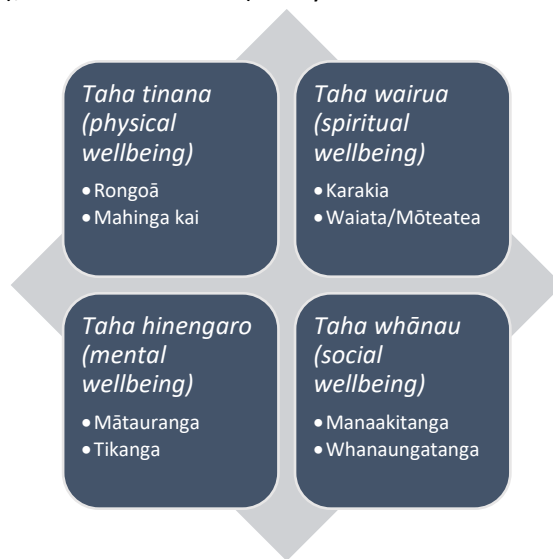 Taha tinana
(physical
wellbeing)
• Rongoā
• Mahinga kai
Taha wairua
(spiritual
wellbeing)
• Karakia
• Waiata/Mōteatea
Taha hinengaro
(mental
wellbeing)
• Mātauranga
• Tikanga
Taha whānau
(social
wellbeing)
• Manaakitanga
• Whanaungatanga